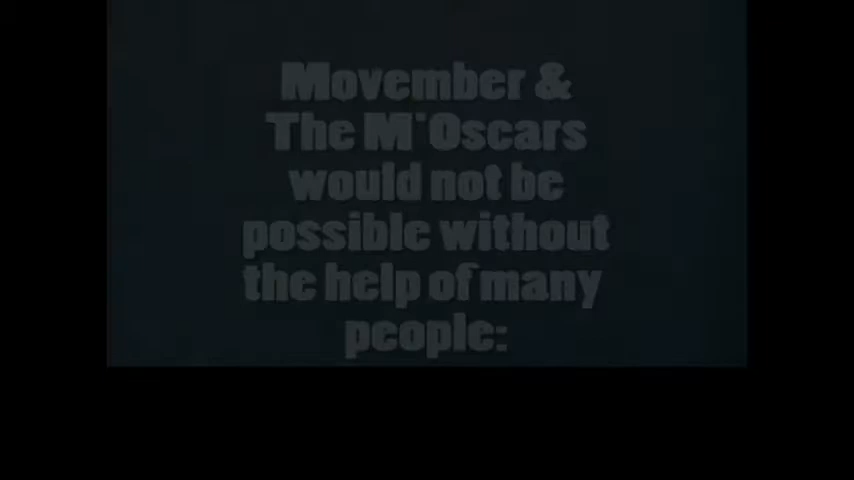 Movember &
The M'Oscars
would not be
possible without
the help of many
people: